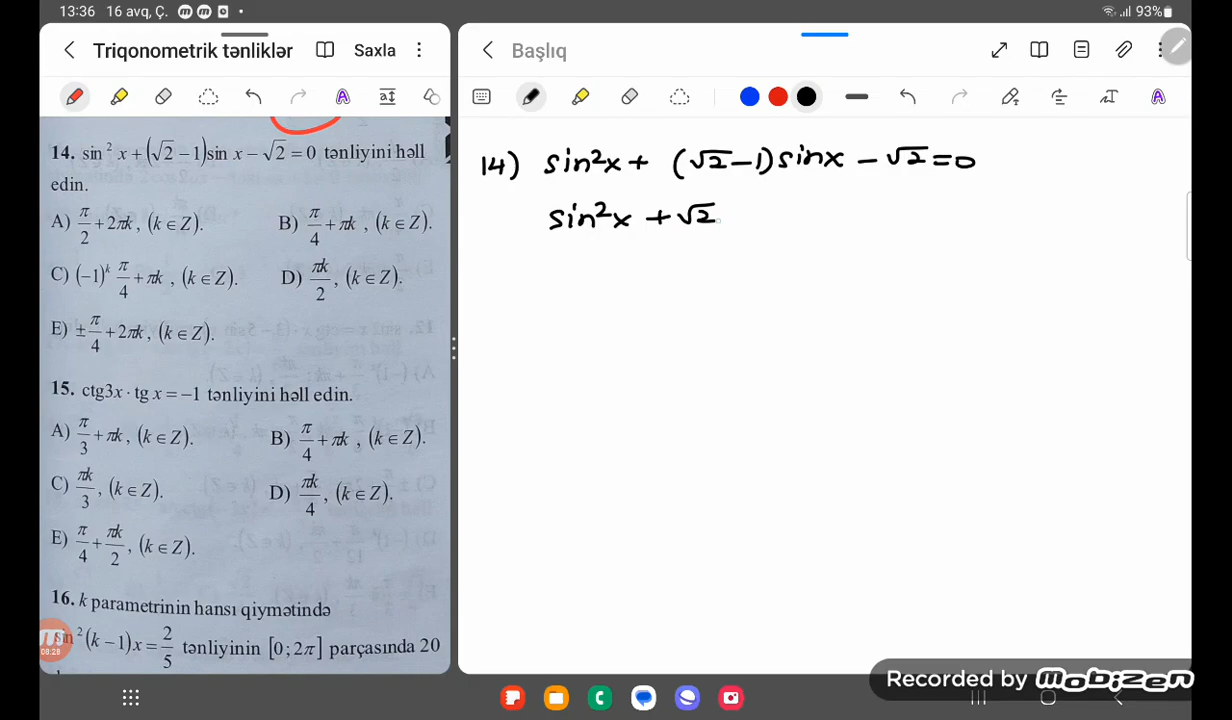 13:36 16 avq, Ç.
93%
Triqonometrik tənliklər
Saxla
Başlıq
14. sin² x + (√2 − 1)sin x − √2 = 0 tənliyini həll
edin.
A) π/2 + 2πk, (k ∈ Z).
B) π/4 + πk, (k ∈ Z).
C) (−1)^k π/4 + πk, (k ∈ Z).
D) πk/2, (k ∈ Z).
E) ± π/4 + 2πk, (k ∈ Z).
15. ctg3x · tg x = −1 tənliyini həll edin.
A) π/3 + πk, (k ∈ Z).
B) π/4 + πk, (k ∈ Z).
C) πk/3, (k ∈ Z).
D) πk/4, (k ∈ Z).
E) π/4 + πk/2, (k ∈ Z).
16. k parametrinin hansı qiymətində
sin² (k − 1)x = 2/5 tənliyinin [0; 2π] parçasında 20
08:28
14) sin²x + (√2 − 1) sinx − √2 = 0
sin²x + √2
Recorded by mobizen